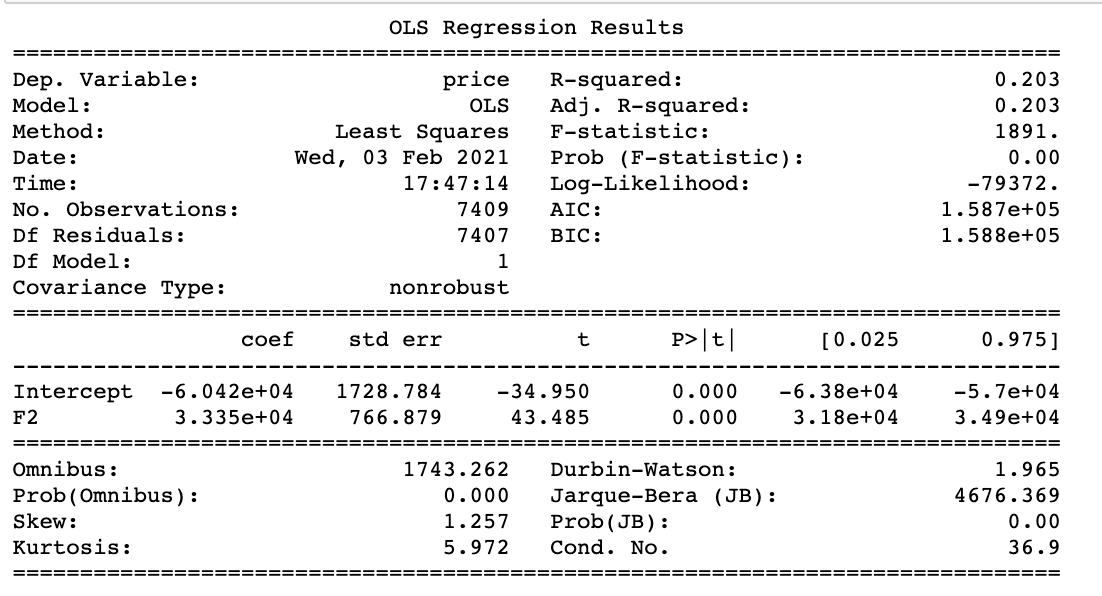 OLS Regression Results
==============================================================================
Dep. Variable: price R-squared: 0.203
Model: OLS Adj. R-squared: 0.203
Method: Least Squares F-statistic: 1891.
Date: Wed, 03 Feb 2021 Prob (F-statistic): 0.00
Time: 17:47:14 Log-Likelihood: -79372.
No. Observations: 7409 AIC: 1.587e+05
Df Residuals: 7407 BIC: 1.588e+05
Df Model: 1
Covariance Type: nonrobust
==============================================================================
coef std err t P>|t| [0.025 0.975]
------------------------------------------------------------------------------
Intercept -6.042e+04 1728.784 -34.950 0.000 -6.38e+04 -5.7e+04
F2 3.335e+04 766.879 43.485 0.000 3.18e+04 3.49e+04
==============================================================================
Omnibus: 1743.262 Durbin-Watson: 1.965
Prob(Omnibus): 0.000 Jarque-Bera (JB): 4676.369
Skew: 1.257 Prob(JB): 0.00
Kurtosis: 5.972 Cond. No. 36.9
==============================================================================